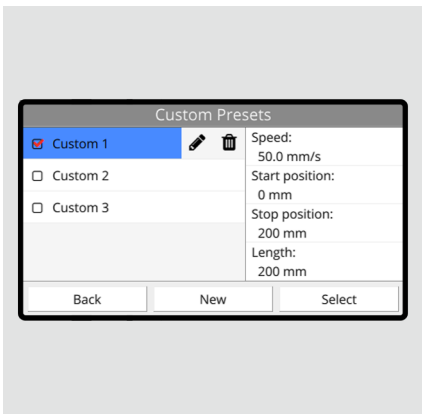 Custom Presets
Custom 1
Custom 2
Custom 3
Speed:
50.0 mm/s
Start position:
0 mm
Stop position:
200 mm
Length:
200 mm
Back
New
Select